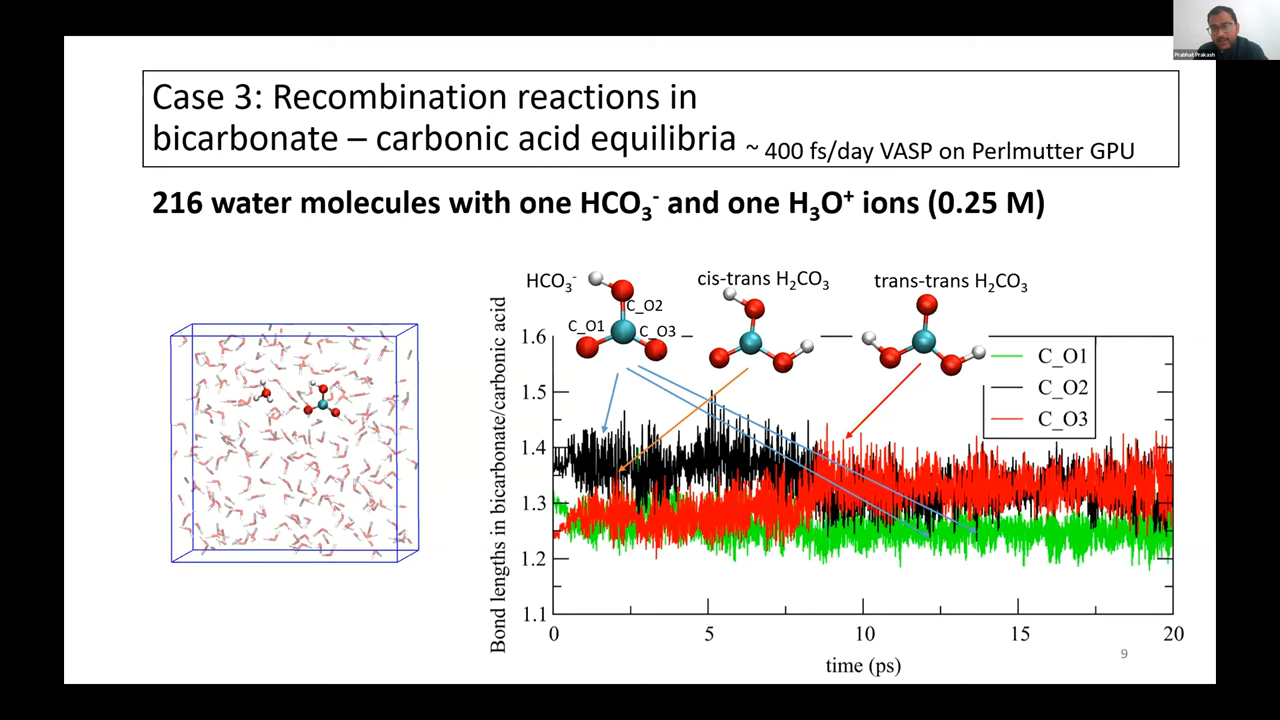 Prabhat Prakash
Case 3: Recombination reactions in
bicarbonate – carbonic acid equilibria ~ 400 fs/day VASP on Perlmutter GPU
216 water molecules with one HCO₃⁻ and one H₃O⁺ ions (0.25 M)
HCO₃⁻
cis-trans H₂CO₃
trans-trans H₂CO₃
C_O2
C_O1
C_O3
Bond lengths in bicarbonate/carbonic acid
1.6
1.5
1.4
1.3
1.2
1.1
C_O1
C_O2
C_O3
0 5 10 15 20
time (ps)
9